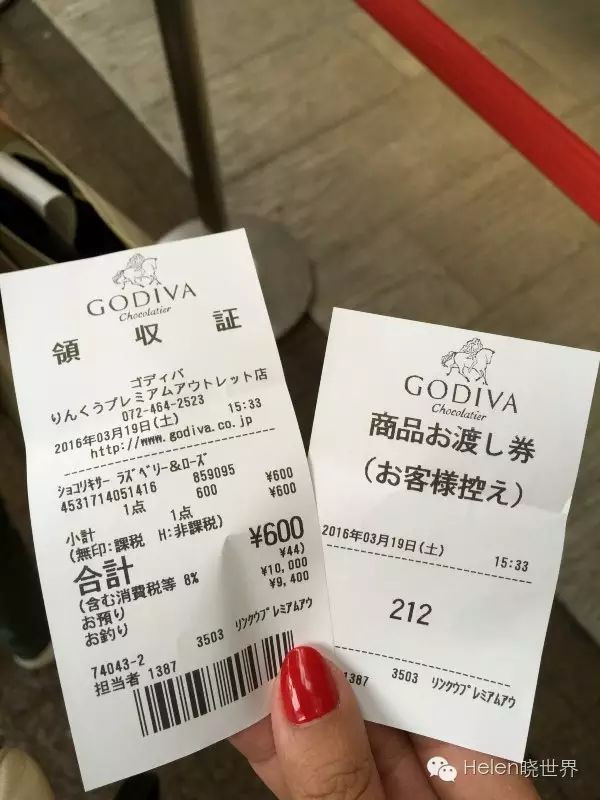 GODIVA
Chocolatier
領 収 証
ゴディバ
りんくうプレミアムアウトレット店
072-464-2523
2016年03月19日(土) 15:33
http://www.godiva.co.jp
ｼｮｺﾘｷｻｰ ﾗｽﾞﾍﾞﾘｰ&ﾛｰｽﾞ
4531714051416 859095 ¥600
1点 600 ¥600
小計 1点
(無印:課税 H:非課税)
合計 ¥600
(含む消費税等 8% ¥44)
お預り ¥10,000
お釣り ¥9,400
3503 ﾘﾝｸｳﾌﾟﾚﾐｱﾑｱｳ
74043-2
担当者 1387
GODIVA
Chocolatier
商品お渡し券
(お客様控え)
2016年03月19日(土) 15:33
212
1387 3503 ﾘﾝｸｳﾌﾟﾚﾐｱﾑｱｳ
Helen晓世界